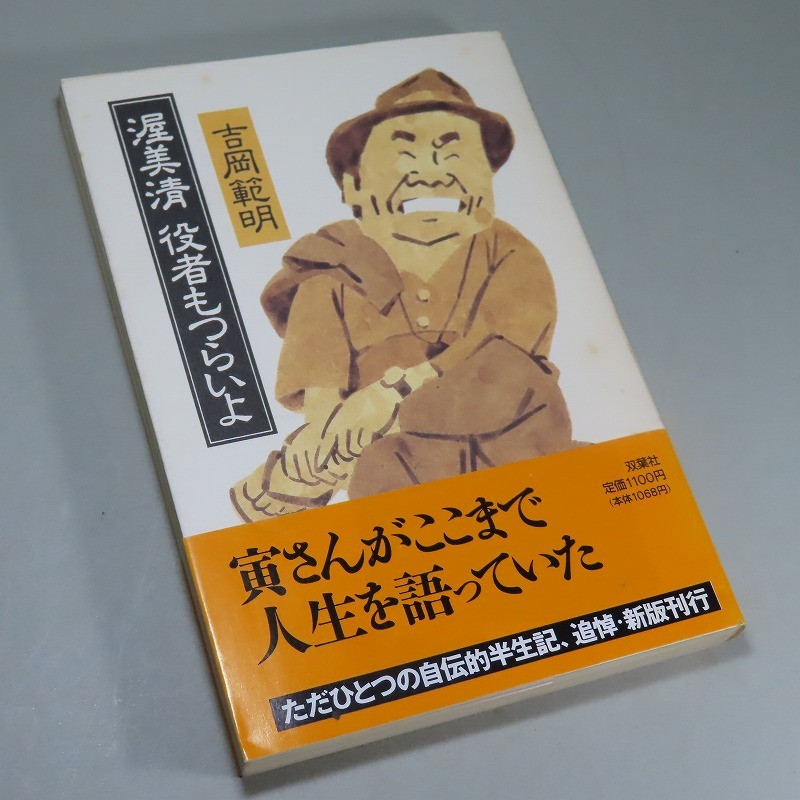 渥美清 役者もつらいよ
吉岡範明
双葉社
定価1100円
(本体1068円)
寅さんがここまで
人生を語っていた
ただひとつの自伝的半生記、追悼・新版刊行